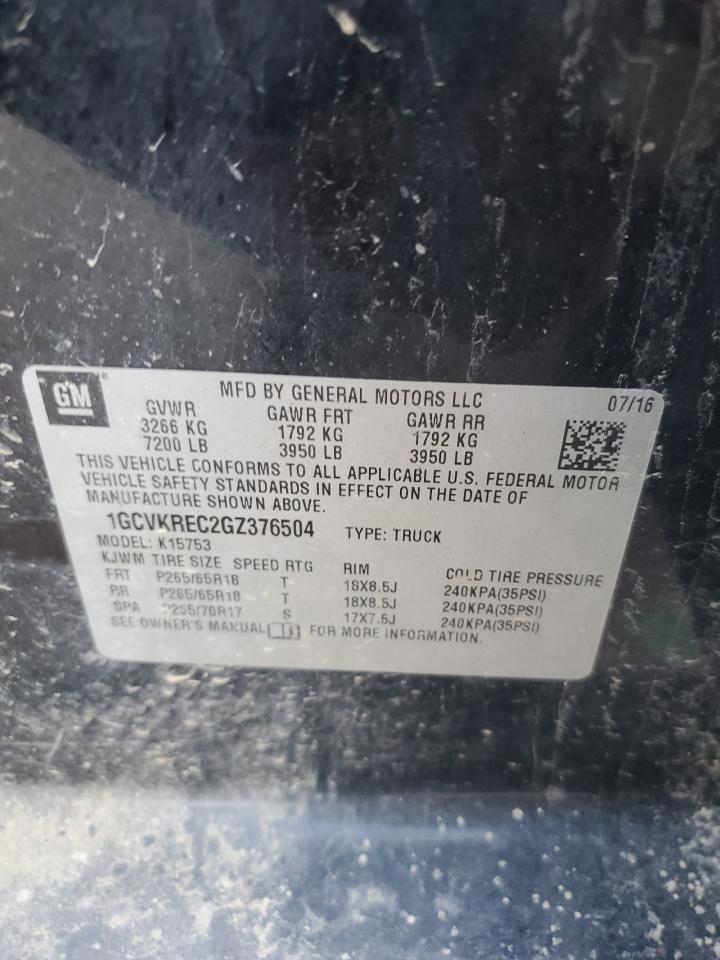 GM
MFD BY GENERAL MOTORS LLC 07/16
GVWR GAWR FRT GAWR RR
3266 KG 1792 KG 1792 KG
7200 LB 3950 LB 3950 LB
THIS VEHICLE CONFORMS TO ALL APPLICABLE U.S. FEDERAL MOTOR
VEHICLE SAFETY STANDARDS IN EFFECT ON THE DATE OF
MANUFACTURE SHOWN ABOVE.
1GCVKREC2GZ376504 TYPE: TRUCK
MODEL: K15753
KJWM TIRE SIZE SPEED RTG RIM COLD TIRE PRESSURE
FRT P265/65R18 T 18X8.5J 240KPA(35PSI)
RR P265/65R18 T 18X8.5J 240KPA(35PSI)
SPA P255/70R17 S 17X7.5J 240KPA(35PSI)
SEE OWNER'S MANUAL FOR MORE INFORMATION.